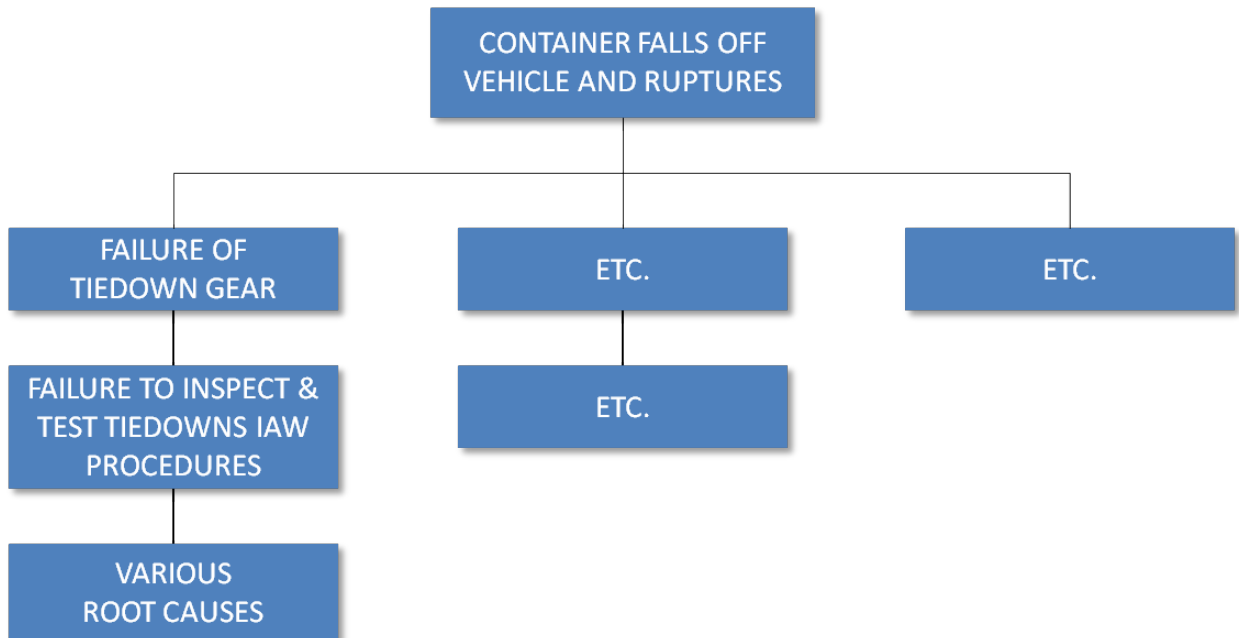 CONTAINER FALLS OFF
VEHICLE AND RUPTURES
FAILURE OF
TIEDOWN GEAR
ETC.
ETC.
FAILURE TO INSPECT &
TEST TIEDOWNS IAW
PROCEDURES
ETC.
VARIOUS
ROOT CAUSES